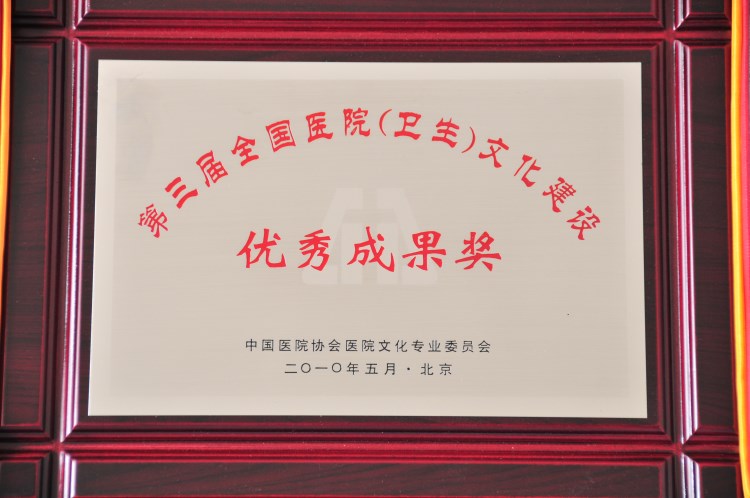 第三届全国医院(卫生)文化建设
优秀成果奖
中国医院协会医院文化专业委员会
二〇一〇年五月·北京